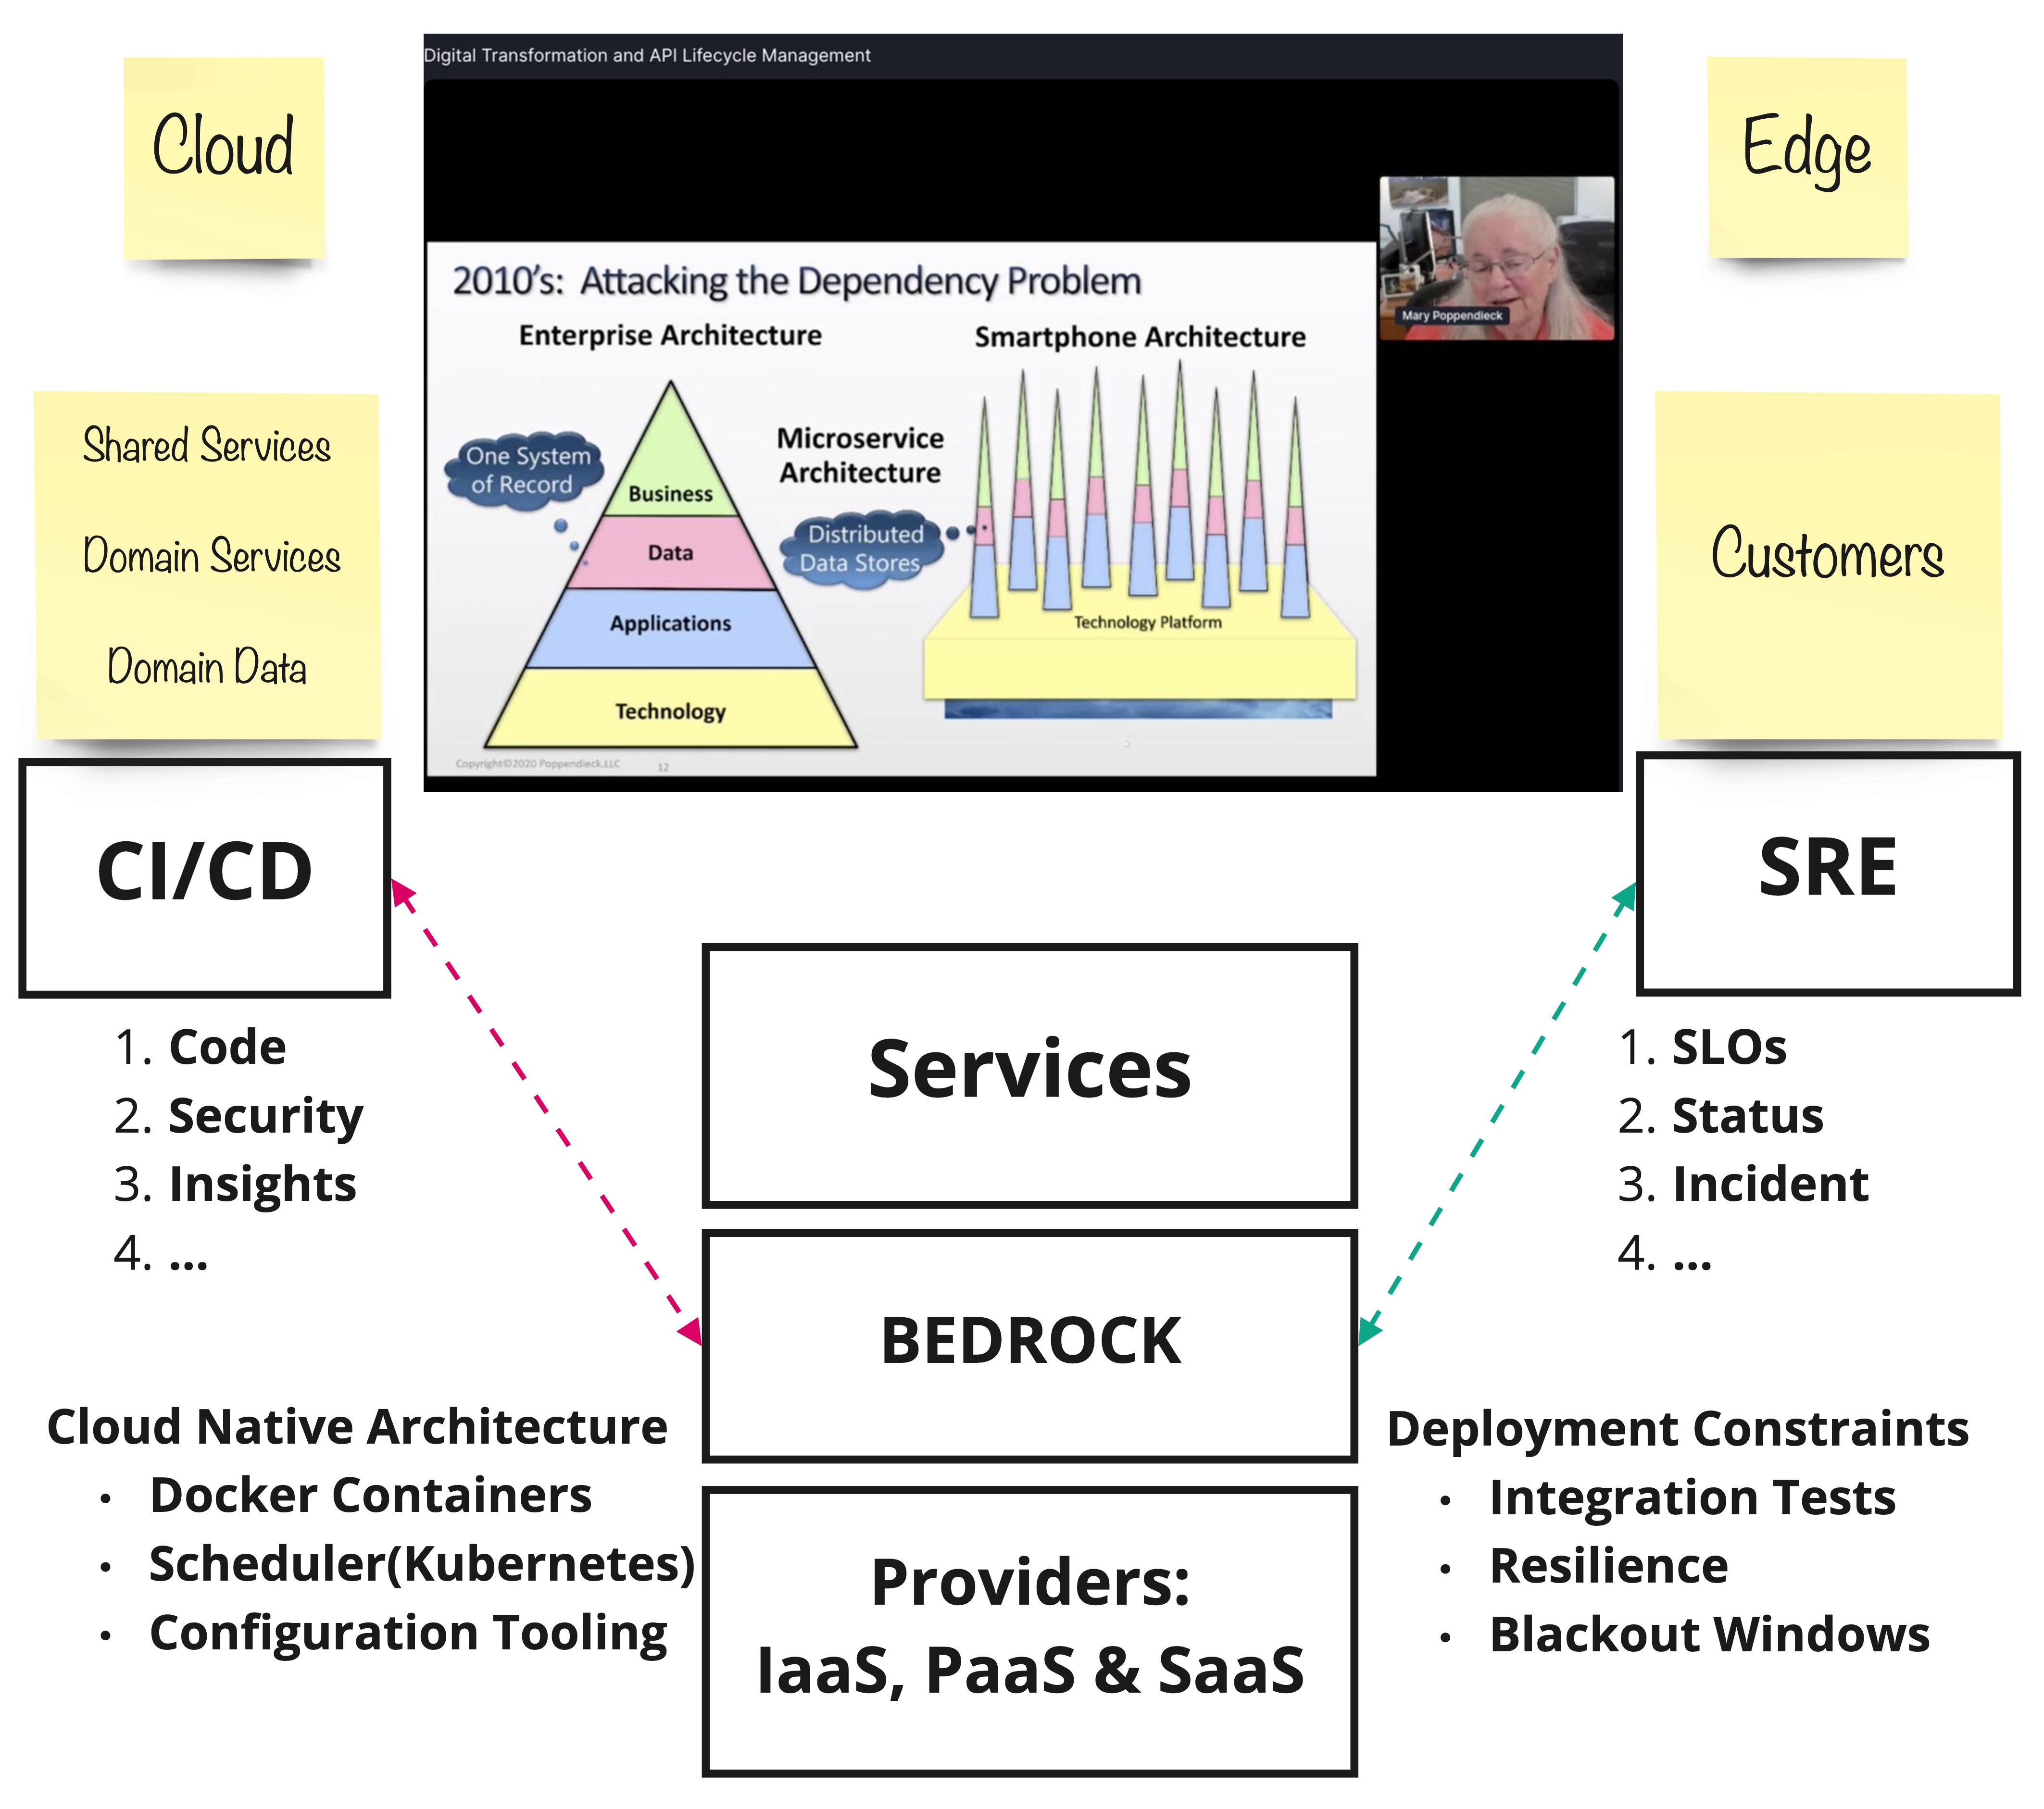 Cloud
Digital Transformation and API Lifecycle Management
Edge
Mary Poppendieck
2010's: Attacking the Dependency Problem
Enterprise Architecture
Smartphone Architecture
One System
of Record
Microservice
Architecture
Distributed
Data Stores
Business
Data
Applications
Technology
Technology Platform
Copyright©2020 Poppendieck.LLC
12
Shared Services
Domain Services
Domain Data
Customers
CI/CD
1. Code
2. Security
3. Insights
4. ...
SRE
1. SLOs
2. Status
3. Incident
4. ...
Services
BEDROCK
Providers:
IaaS, PaaS & SaaS
Cloud Native Architecture
• Docker Containers
• Scheduler(Kubernetes)
• Configuration Tooling
Deployment Constraints
• Integration Tests
• Resilience
• Blackout Windows